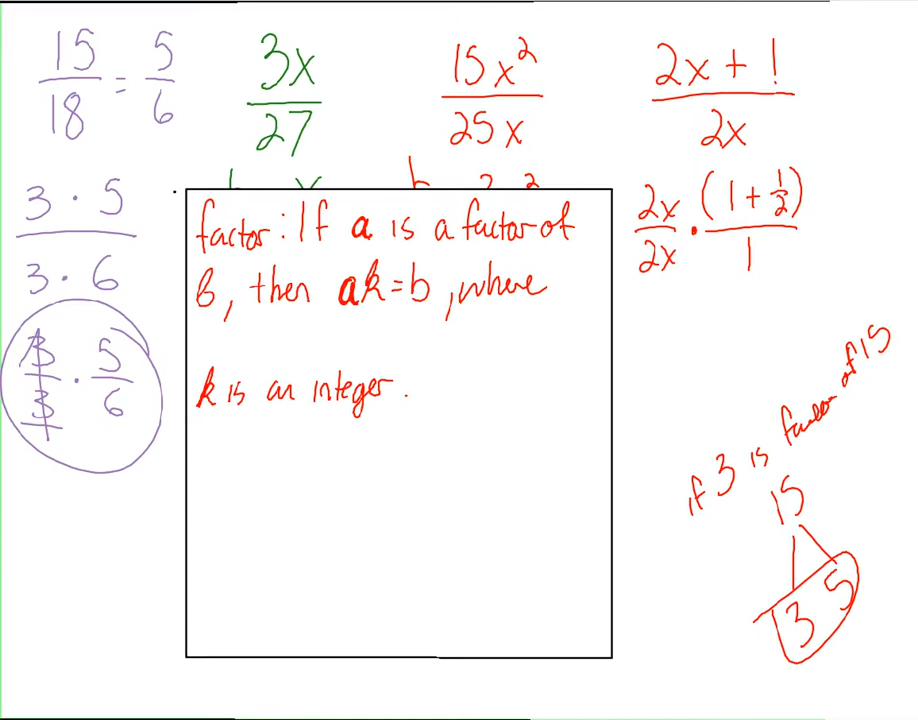 15/18 = 5/6
3 · 5 / 3 · 6
3/3 · 5/6
3x/27
15x²/25x
2x + 1 / 2x
2x/2x · (1 + 1/2)/1
factor: If a is a factor of
b, then ak = b, where
k is an integer.
if 3 is factor of 15
15
3 5